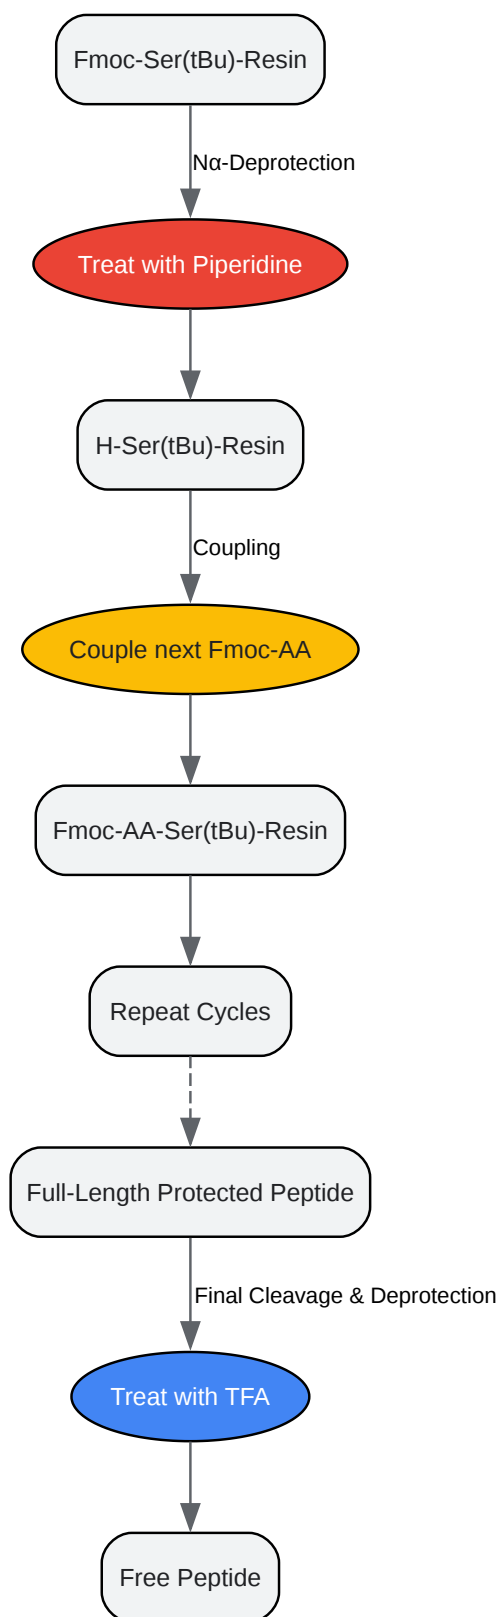 Fmoc-Ser(tBu)-Resin
Nα-Deprotection
Treat with Piperidine
H-Ser(tBu)-Resin
Coupling
Couple next Fmoc-AA
Fmoc-AA-Ser(tBu)-Resin
Repeat Cycles
Full-Length Protected Peptide
Final Cleavage & Deprotection
Treat with TFA
Free Peptide